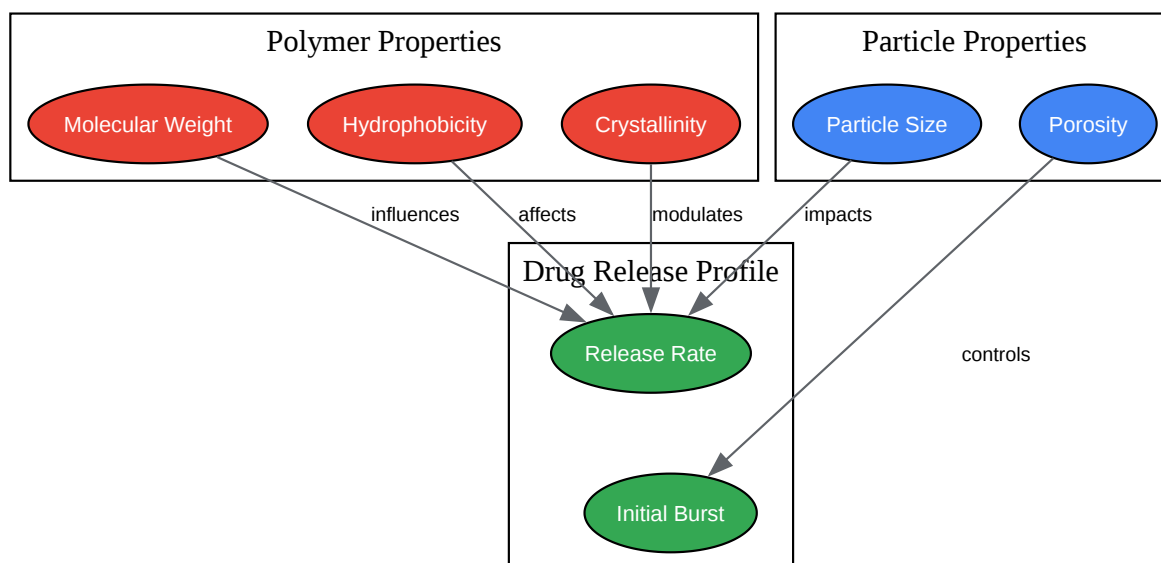 Polymer Properties
Particle Properties
Molecular Weight
Hydrophobicity
Crystallinity
Particle Size
Porosity
influences
affects
modulates
impacts
Drug Release Profile
Release Rate
controls
Initial Burst